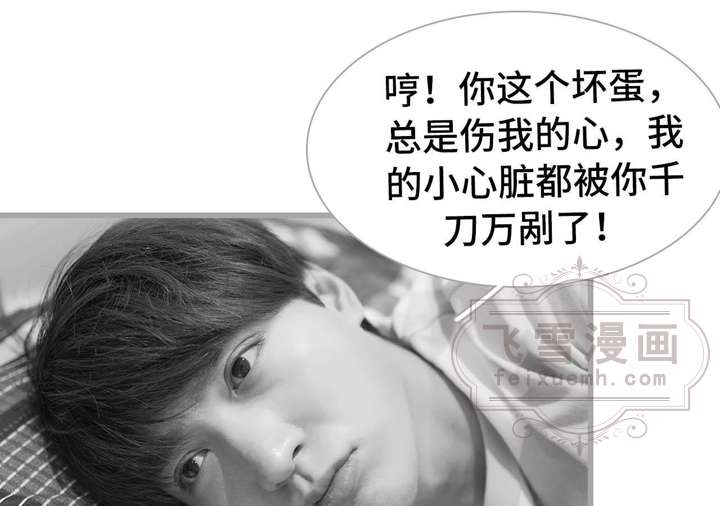 哼！你这个坏蛋，
总是伤我的心，我
的小心脏都被你千
刀万剐了！
飞雪漫画
feixuemh.com